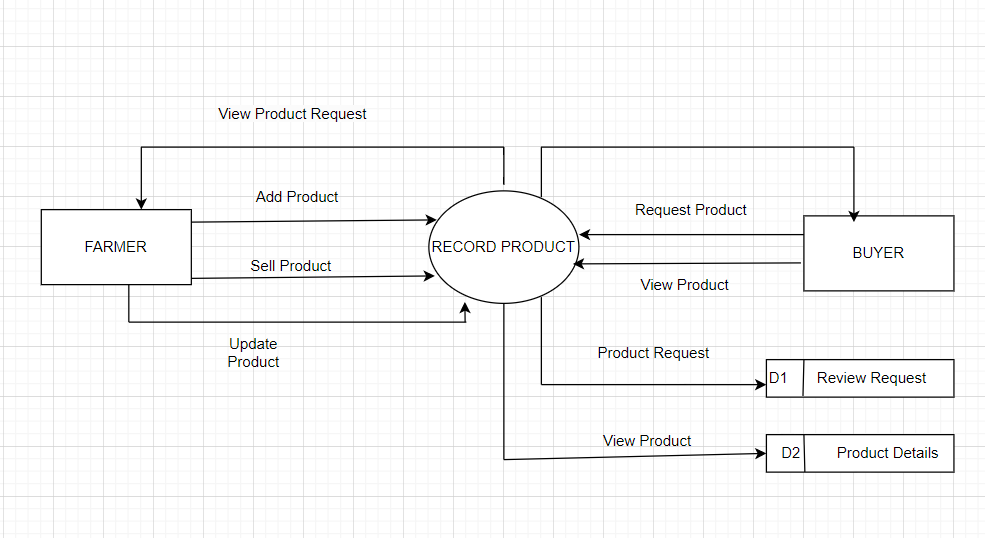 View Product Request
Add Product
Request Product
FARMER
RECORD PRODUCT
BUYER
Sell Product
View Product
Update
Product
Product Request
D1 Review Request
View Product
D2 Product Details